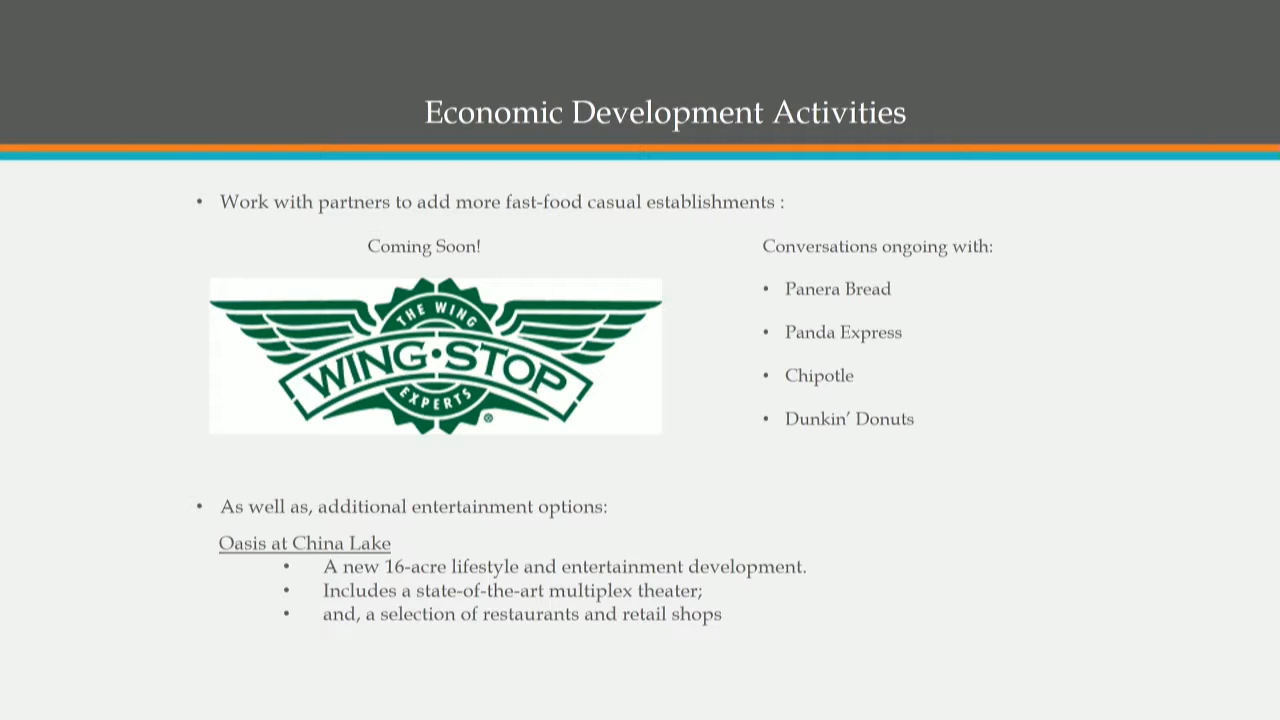 Economic Development Activities
• Work with partners to add more fast-food casual establishments :
Coming Soon!
THE WING
WING•STOP
EXPERTS
®
Conversations ongoing with:
• Panera Bread
• Panda Express
• Chipotle
• Dunkin’ Donuts
• As well as, additional entertainment options:
Oasis at China Lake
• A new 16-acre lifestyle and entertainment development.
• Includes a state-of-the-art multiplex theater;
• and, a selection of restaurants and retail shops